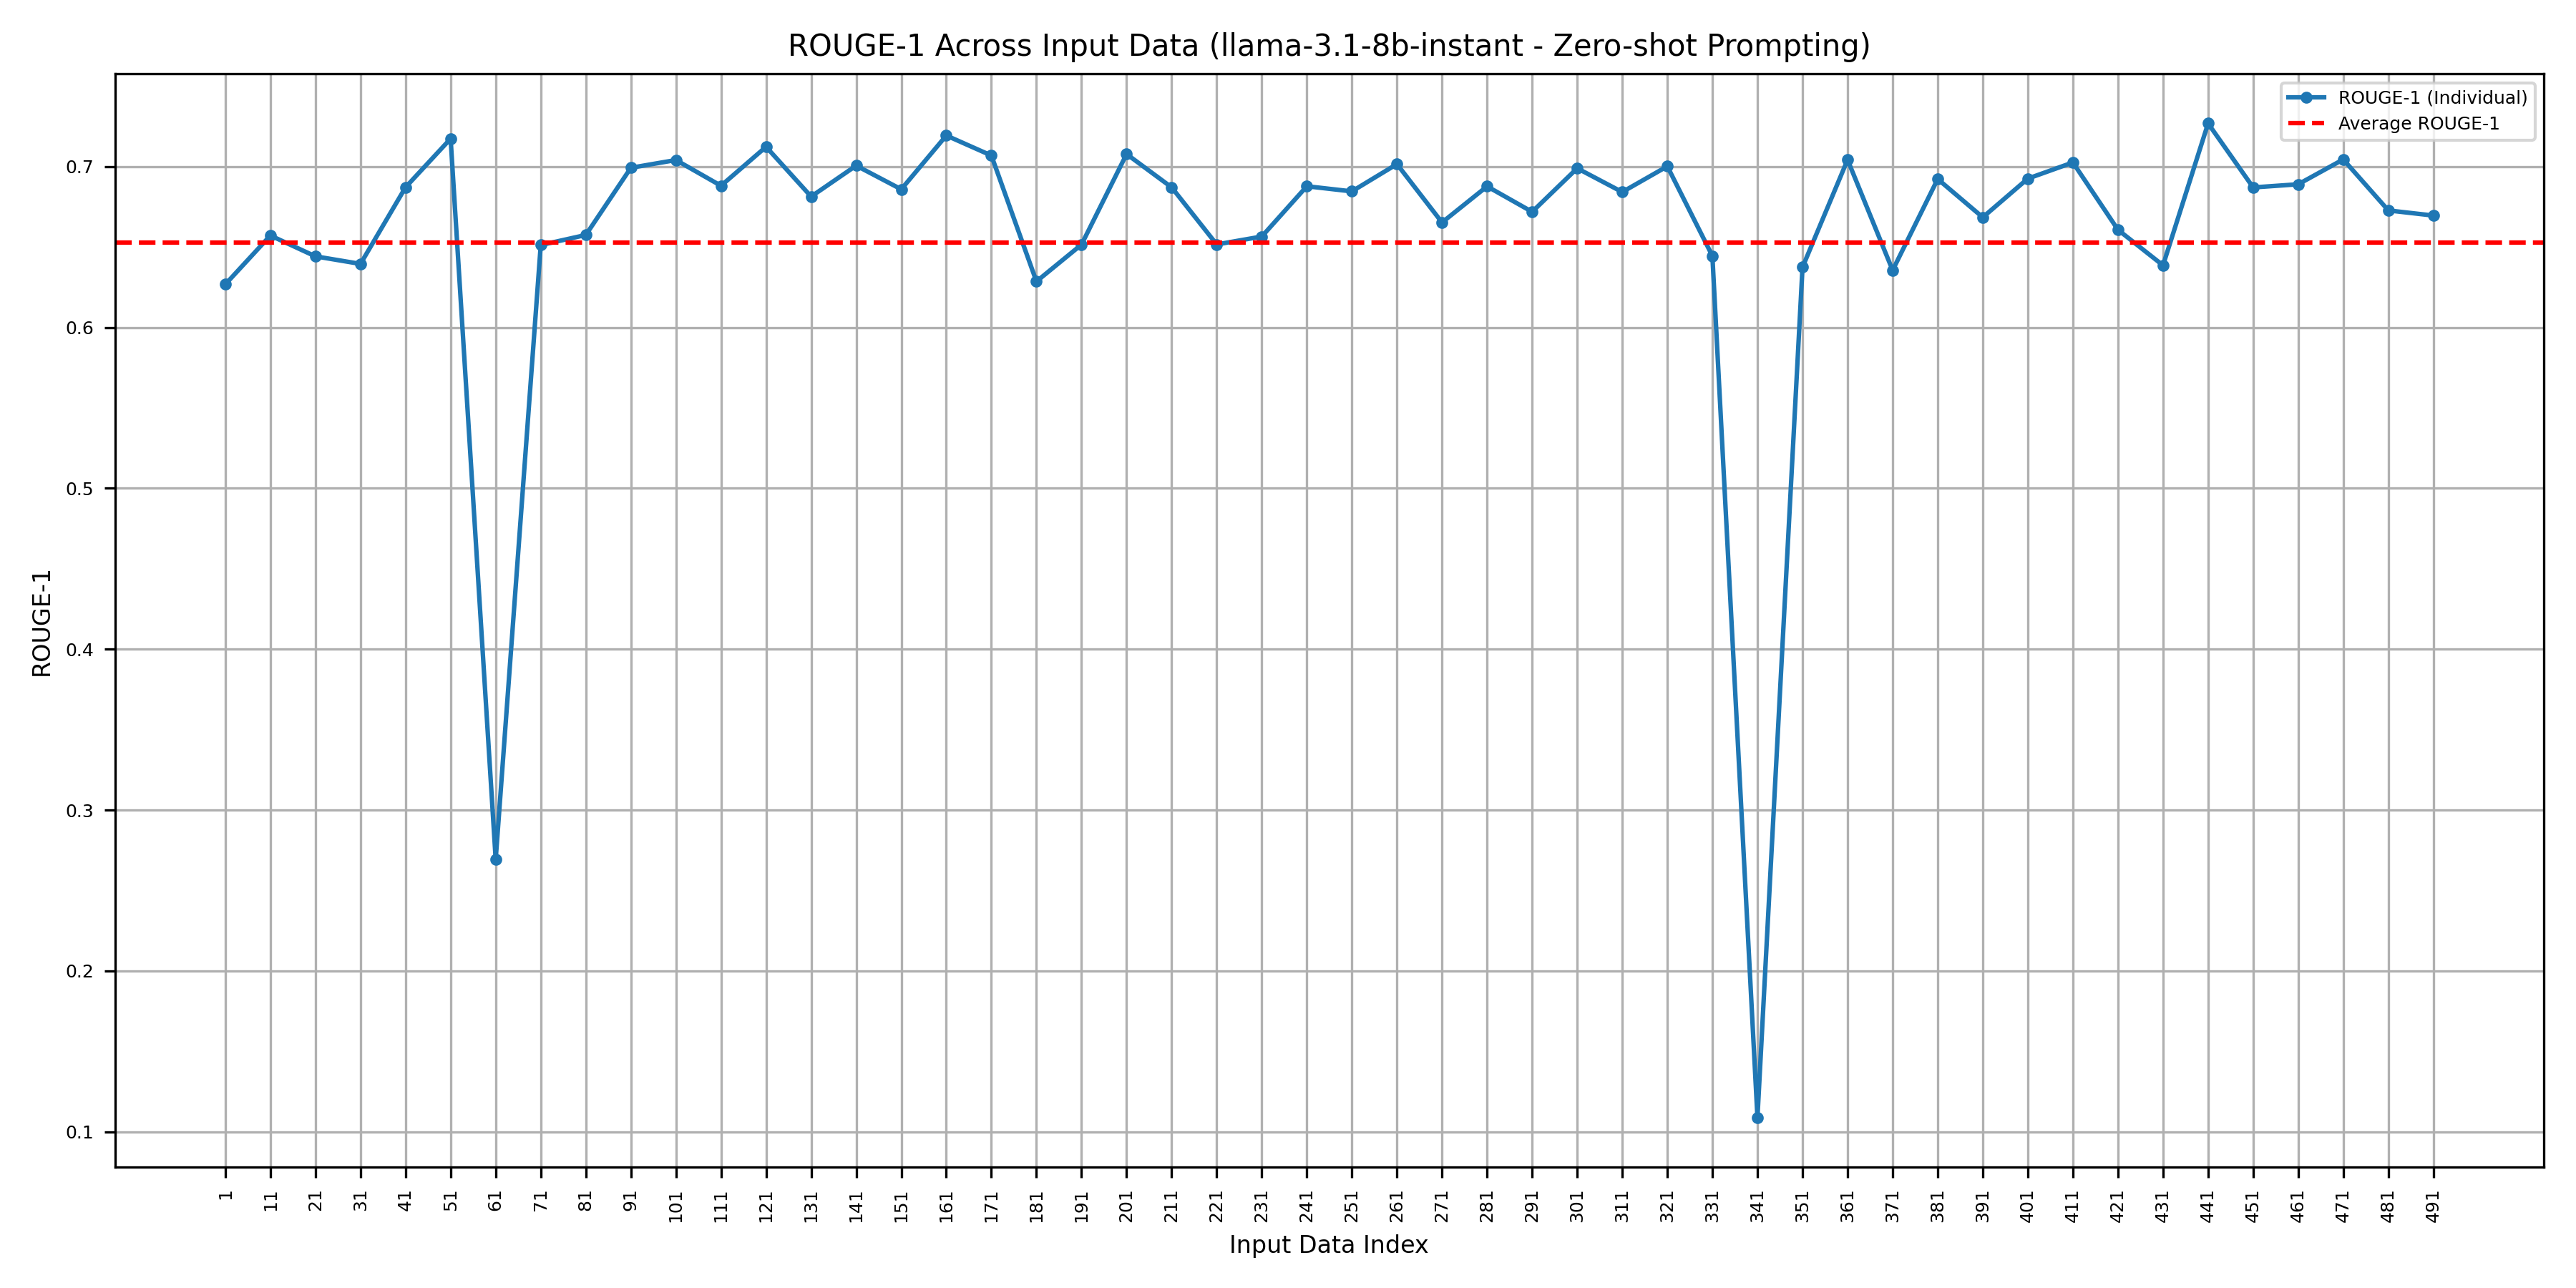 ROUGE-1 Across Input Data (llama-3.1-8b-instant - Zero-shot Prompting)
ROUGE-1 (Individual)
Average ROUGE-1
ROUGE-1
0.7
0.6
0.5
0.4
0.3
0.2
0.1
1 11 21 31 41 51 61 71 81 91 101 111 121 131 141 151 161 171 181 191 201 211 221 231 241 251 261 271 281 291 301 311 321 331 341 351 361 371 381 391 401 411 421 431 441 451 461 471 481 491
Input Data Index